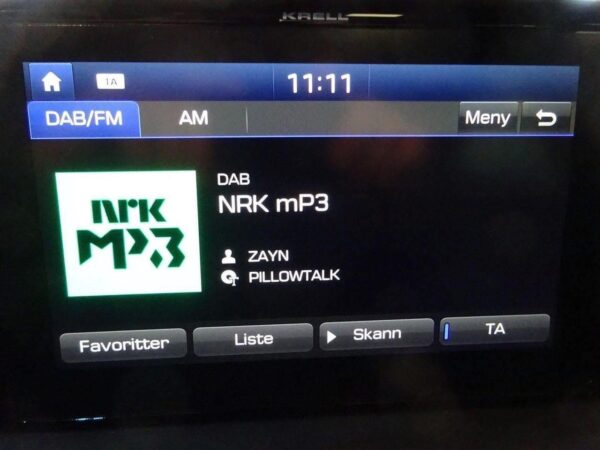 KRELL
TA 11:11
DAB/FM AM Meny
DAB
NRK mP3
NRK
MP3
ZAYN
PILLOWTALK
Favoritter Liste Skann TA